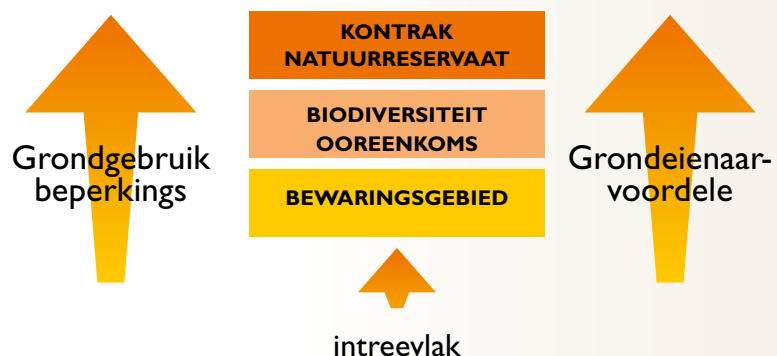 KONTRAK
NATUURRESERVAAT
BIODIVERSITEIT
OOREENKOMS
Grondgebruik
beperkings
Grondeienaar-
voordele
BEWARINGSGEBIED
intreevlak